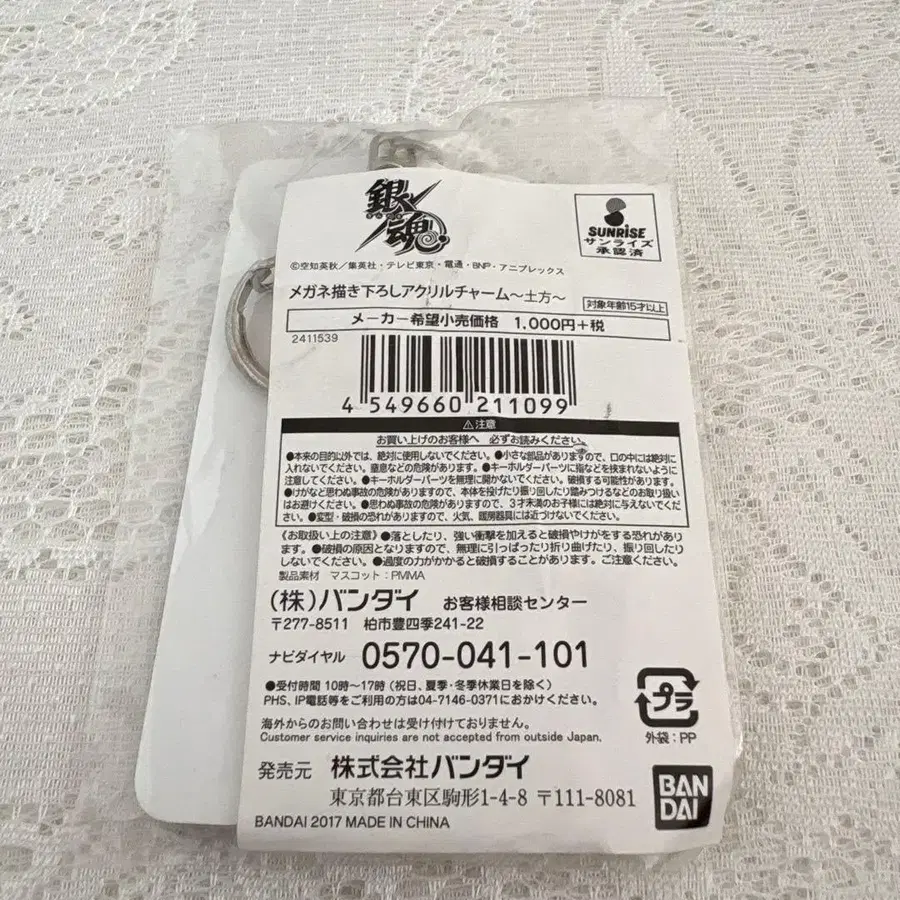 銀魂
SUNRISE
サンライズ
承認済
©空知英秋／集英社・テレビ東京・電通・BNP・アニプレックス
メガネ描き下ろしアクリルチャーム～土方～
対象年齢15才以上
メーカー希望小売価格 1,000円+税
2411539
4 549660 211099
⚠注意
お買い上げのお客様へ 必ずお読みください。
●本来の目的以外では、絶対に使用しないでください。●小さな部品がありますので、口の中には絶対に
入れないでください。窒息などの危険があります。●キーホルダーパーツに指などを挟まれないように
注意してください。●キーホルダーパーツを無理に開かないでください。破損する可能性があります。
●けがなど思わぬ事故の危険がありますので、本体を投げたり振り回したり踏みつけるなどのお取り扱い
はお避けください。●思わぬ事故の危険がありますので、3才未満のお子様には絶対に与えないでくだ
さい。●変型・破損の恐れがありますので、火気、暖房器具には近づけないでください。
《お取扱い上の注意》●落としたり、強い衝撃を加えると破損やけがをする恐れがあり
ます。●破損の原因となりますので、無理に引っぱったり折り曲げたり、振り回したり
しないでください。●過度の力がかかると破損することがあります。ご注意ください。
製品素材 マスコット：PMMA
(株)バンダイ お客様相談センター
〒277-8511 柏市豊四季241-22
ナビダイヤル 0570-041-101
●受付時間 10時～17時 (祝日、夏季・冬季休業日を除く)
PHS、IP電話等をご利用の方は04-7146-0371におかけください。
海外からのお問い合わせは受け付けておりません。
Customer service inquiries are not accepted from outside Japan.
プラ
外袋：PP
発売元 株式会社バンダイ
東京都台東区駒形1-4-8 〒111-8081
BANDAI 2017 MADE IN CHINA
BAN
DAI